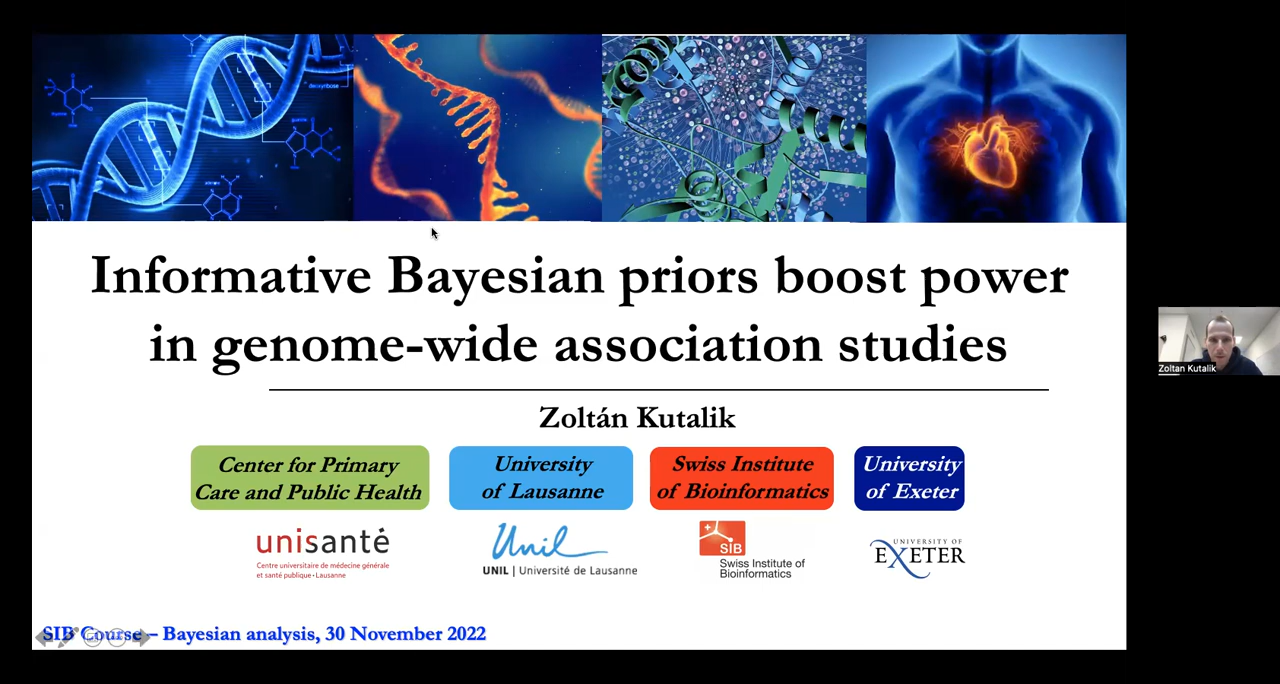 Informative Bayesian priors boost power
in genome-wide association studies
Zoltán Kutalik
Center for Primary
Care and Public Health
University
of Lausanne
Swiss Institute
of Bioinformatics
University
of Exeter
unisanté
Centre universitaire de médecine générale
et santé publique • Lausanne
Unil
UNIL | Université de Lausanne
SIB
Swiss Institute of
Bioinformatics
UNIVERSITY OF
EXETER
SIB Course – Bayesian analysis, 30 November 2022
Zoltan Kutalik